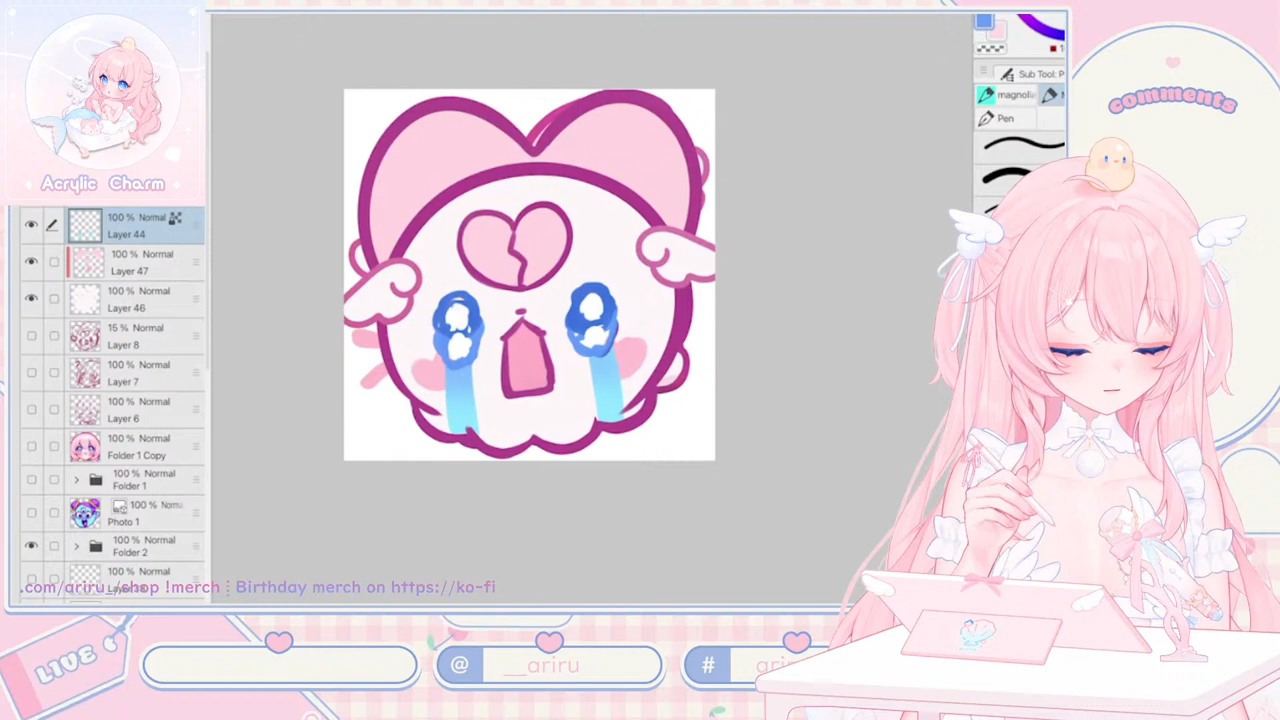 Acrylic Charm
100 % Normal
Layer 44
100 % Normal
Layer 47
100 % Normal
Layer 46
15 % Normal
Layer 8
100 % Normal
Layer 7
100 % Normal
Layer 6
100 % Normal
Folder 1 Copy
100 % Normal
Folder 1
100 %
Photo 1
100 % Normal
Folder 2
100 % Normal
.com/ariru_/shop !merch ⋮ Birthday merch on https://ko-fi
Sub Tool: P
Pen
comments
LIVE
@ __ariru
#